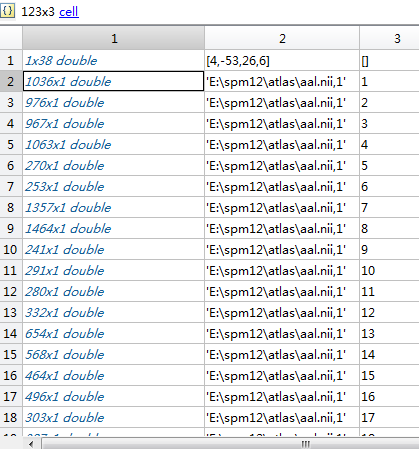 123x3 cell
1 2 3
1 1x38 double [4,-53,26,6] []
2 1036x1 double 'E:\spm12\atlas\aal.nii,1' 1
3 976x1 double 'E:\spm12\atlas\aal.nii,1' 2
4 967x1 double 'E:\spm12\atlas\aal.nii,1' 3
5 1063x1 double 'E:\spm12\atlas\aal.nii,1' 4
6 270x1 double 'E:\spm12\atlas\aal.nii,1' 5
7 253x1 double 'E:\spm12\atlas\aal.nii,1' 6
8 1357x1 double 'E:\spm12\atlas\aal.nii,1' 7
9 1464x1 double 'E:\spm12\atlas\aal.nii,1' 8
10 241x1 double 'E:\spm12\atlas\aal.nii,1' 9
11 291x1 double 'E:\spm12\atlas\aal.nii,1' 10
12 280x1 double 'E:\spm12\atlas\aal.nii,1' 11
13 332x1 double 'E:\spm12\atlas\aal.nii,1' 12
14 654x1 double 'E:\spm12\atlas\aal.nii,1' 13
15 568x1 double 'E:\spm12\atlas\aal.nii,1' 14
16 464x1 double 'E:\spm12\atlas\aal.nii,1' 15
17 496x1 double 'E:\spm12\atlas\aal.nii,1' 16
18 303x1 double 'E:\spm12\atlas\aal.nii,1' 17